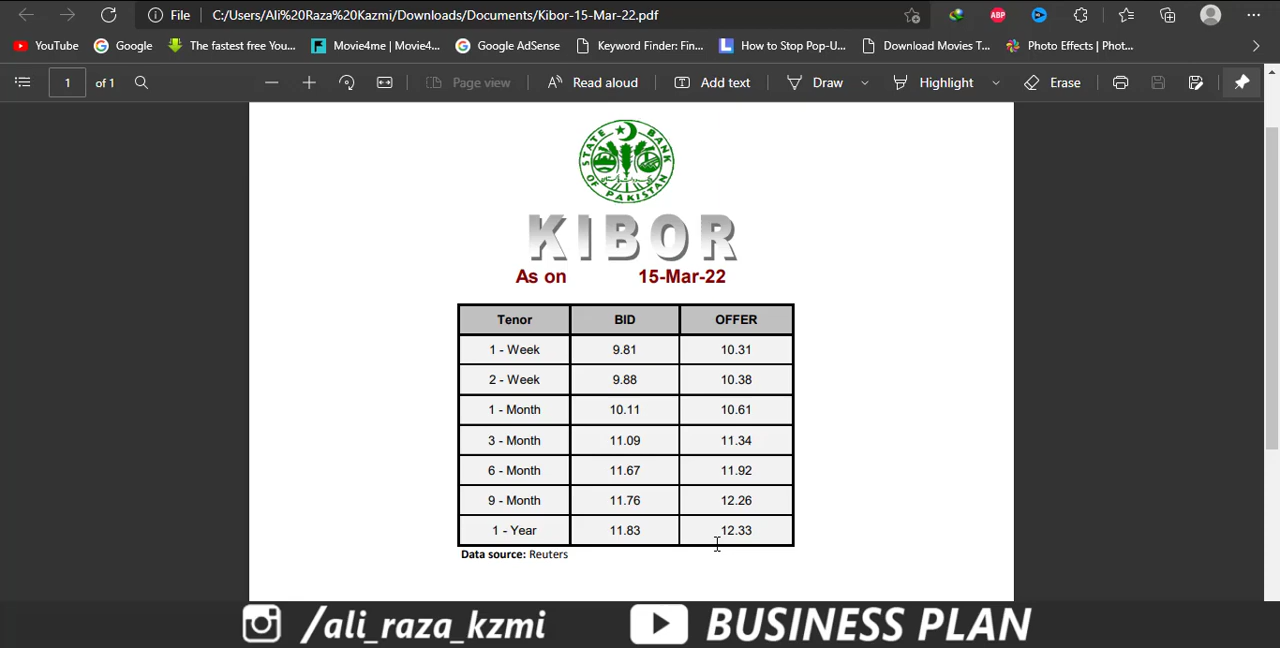 File C:/Users/Ali%20Raza%20Kazmi/Downloads/Documents/Kibor-15-Mar-22.pdf ABP
YouTube Google The fastest free You... Movie4me | Movie4... Google AdSense Keyword Finder: Fin... How to Stop Pop-U... Download Movies T... Photo Effects | Phot...
1 of 1 Page view Read aloud Add text Draw Highlight Erase
STATE BANK OF PAKISTAN
KIBOR
As on 15-Mar-22
Tenor BID OFFER
1 - Week 9.81 10.31
2 - Week 9.88 10.38
1 - Month 10.11 10.61
3 - Month 11.09 11.34
6 - Month 11.67 11.92
9 - Month 11.76 12.26
1 - Year 11.83 12.33
Data source: Reuters
/ali_raza_kzmi BUSINESS PLAN